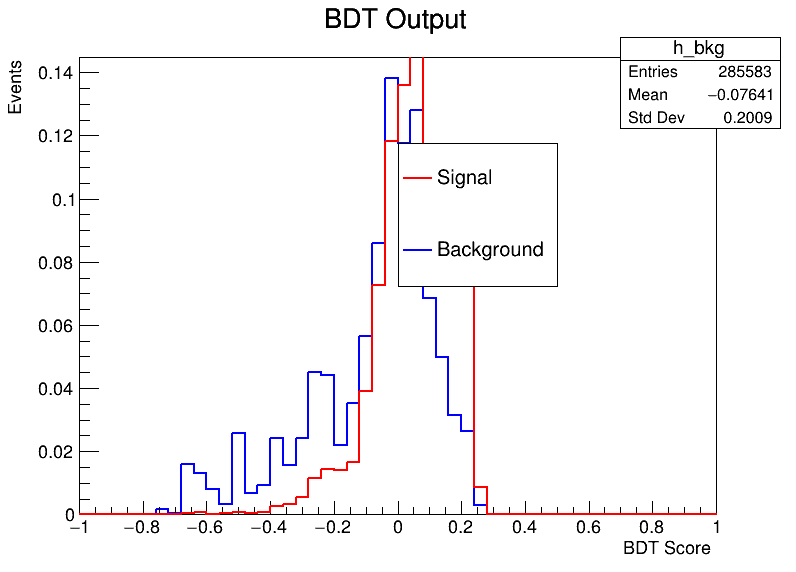 BDT Output
h_bkg
Entries 285583
Mean −0.07641
Std Dev 0.2009
Events
0.14
0.12
0.1
0.08
0.06
0.04
0.02
0
Signal
Background
−1 −0.8 −0.6 −0.4 −0.2 0 0.2 0.4 0.6 0.8 1
BDT Score